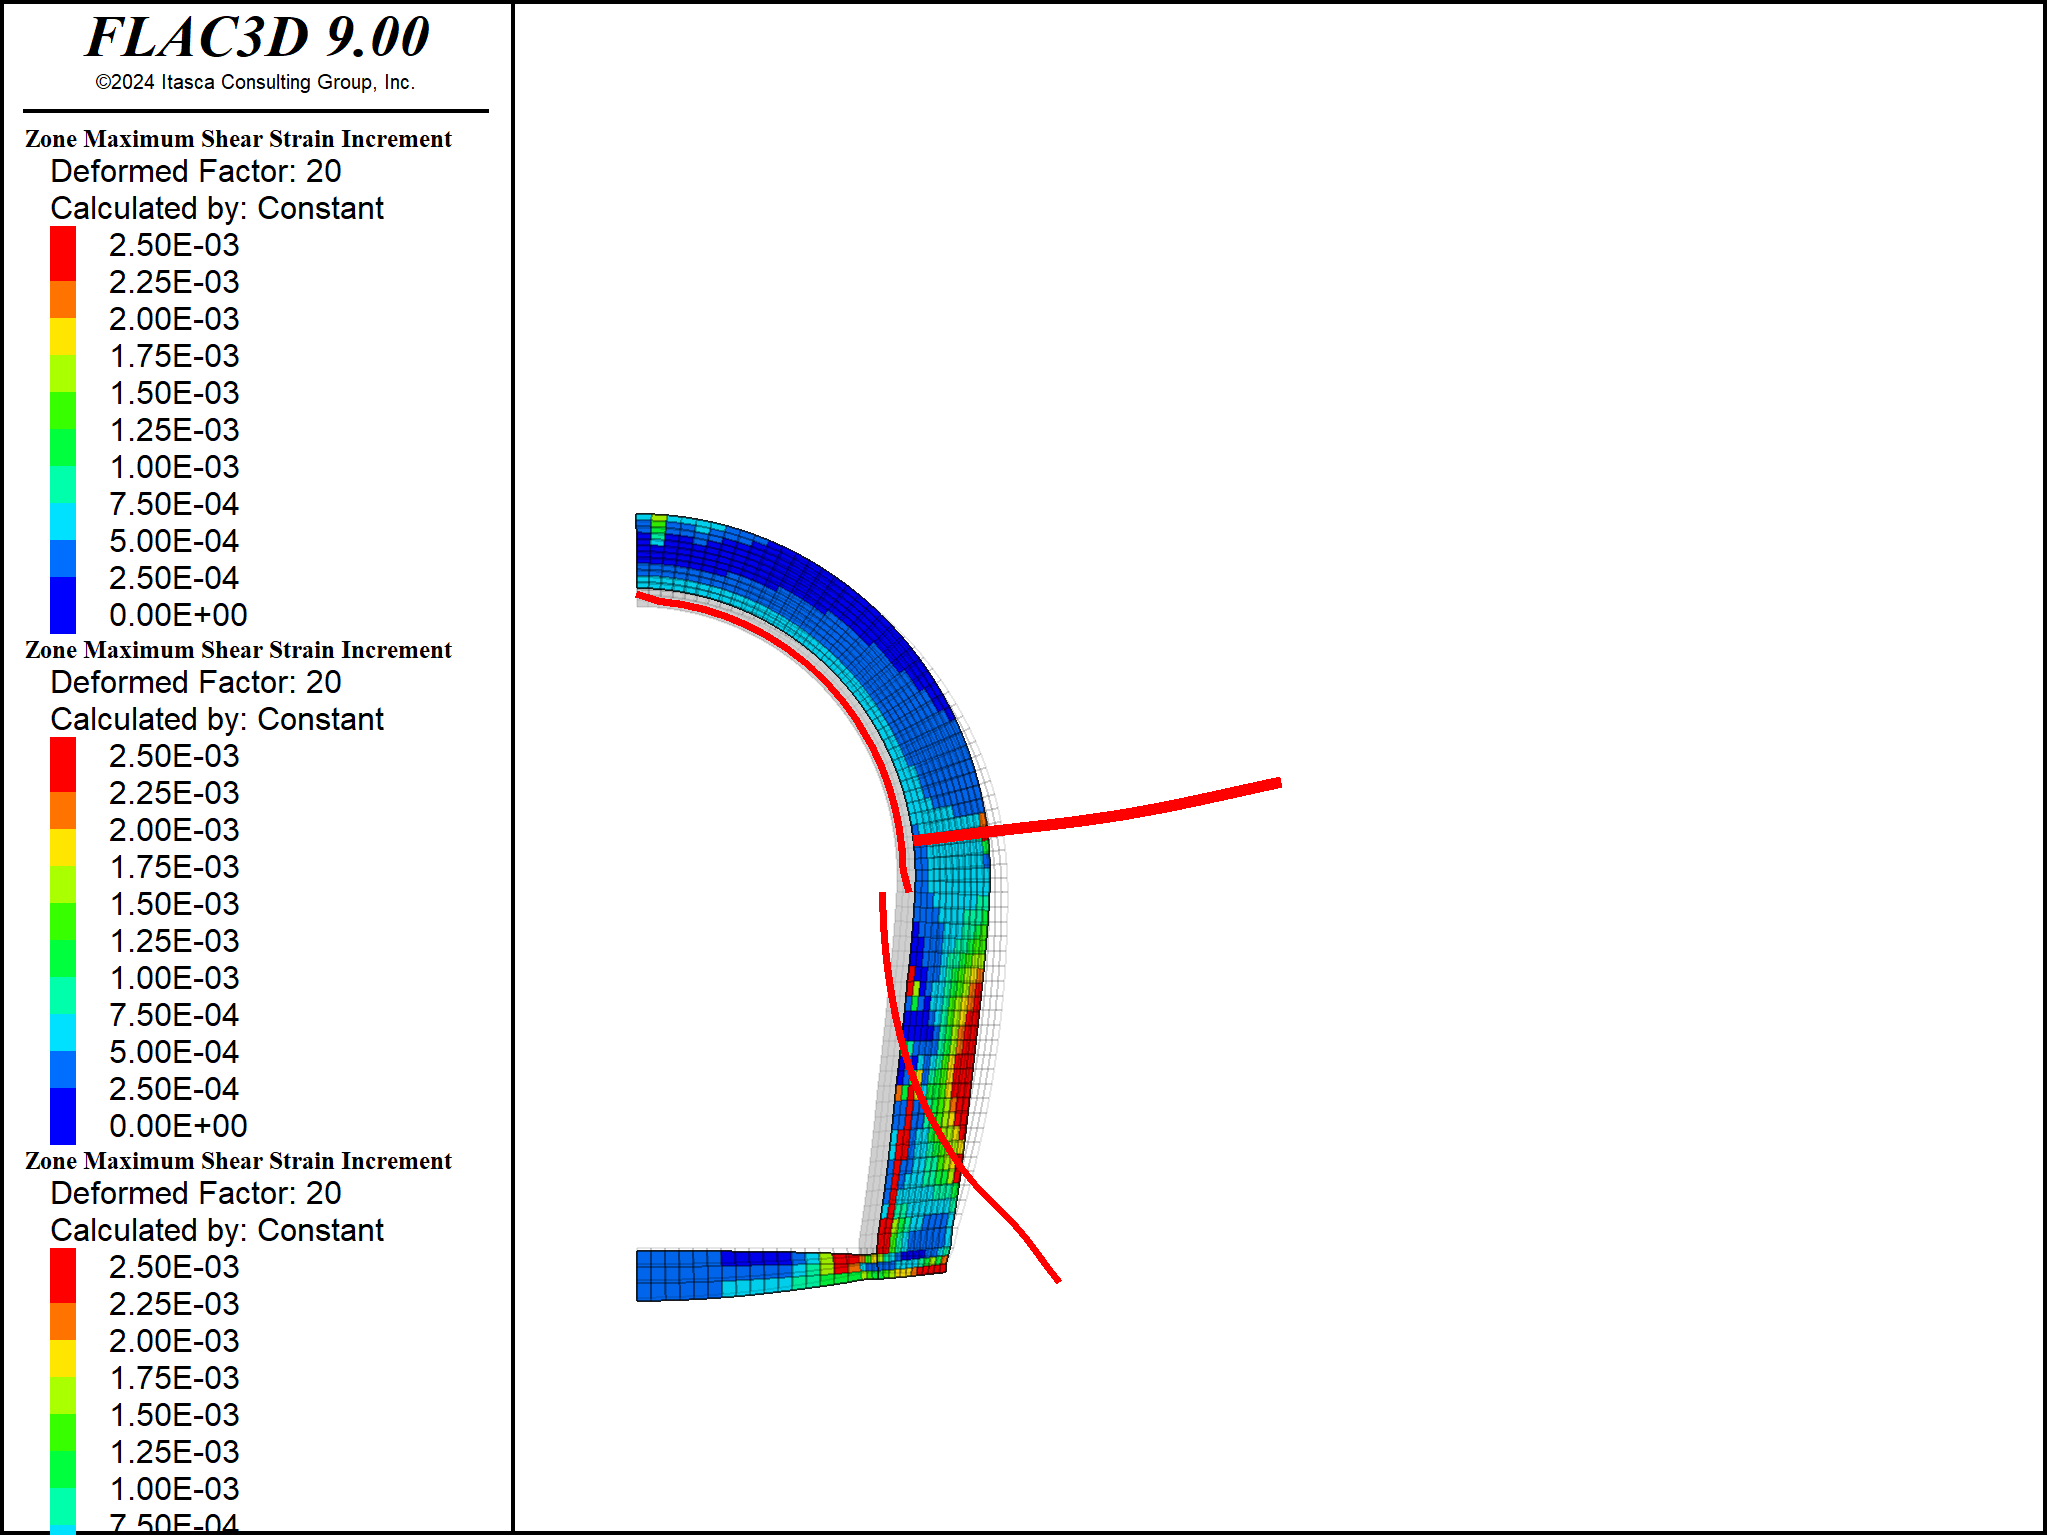 FLAC3D 9.00
©2024 Itasca Consulting Group, Inc.
Zone Maximum Shear Strain Increment
Deformed Factor: 20
Calculated by: Constant
2.50E-03
2.25E-03
2.00E-03
1.75E-03
1.50E-03
1.25E-03
1.00E-03
7.50E-04
5.00E-04
2.50E-04
0.00E+00
Zone Maximum Shear Strain Increment
Deformed Factor: 20
Calculated by: Constant
2.50E-03
2.25E-03
2.00E-03
1.75E-03
1.50E-03
1.25E-03
1.00E-03
7.50E-04
5.00E-04
2.50E-04
0.00E+00
Zone Maximum Shear Strain Increment
Deformed Factor: 20
Calculated by: Constant
2.50E-03
2.25E-03
2.00E-03
1.75E-03
1.50E-03
1.25E-03
1.00E-03
7.50E-04